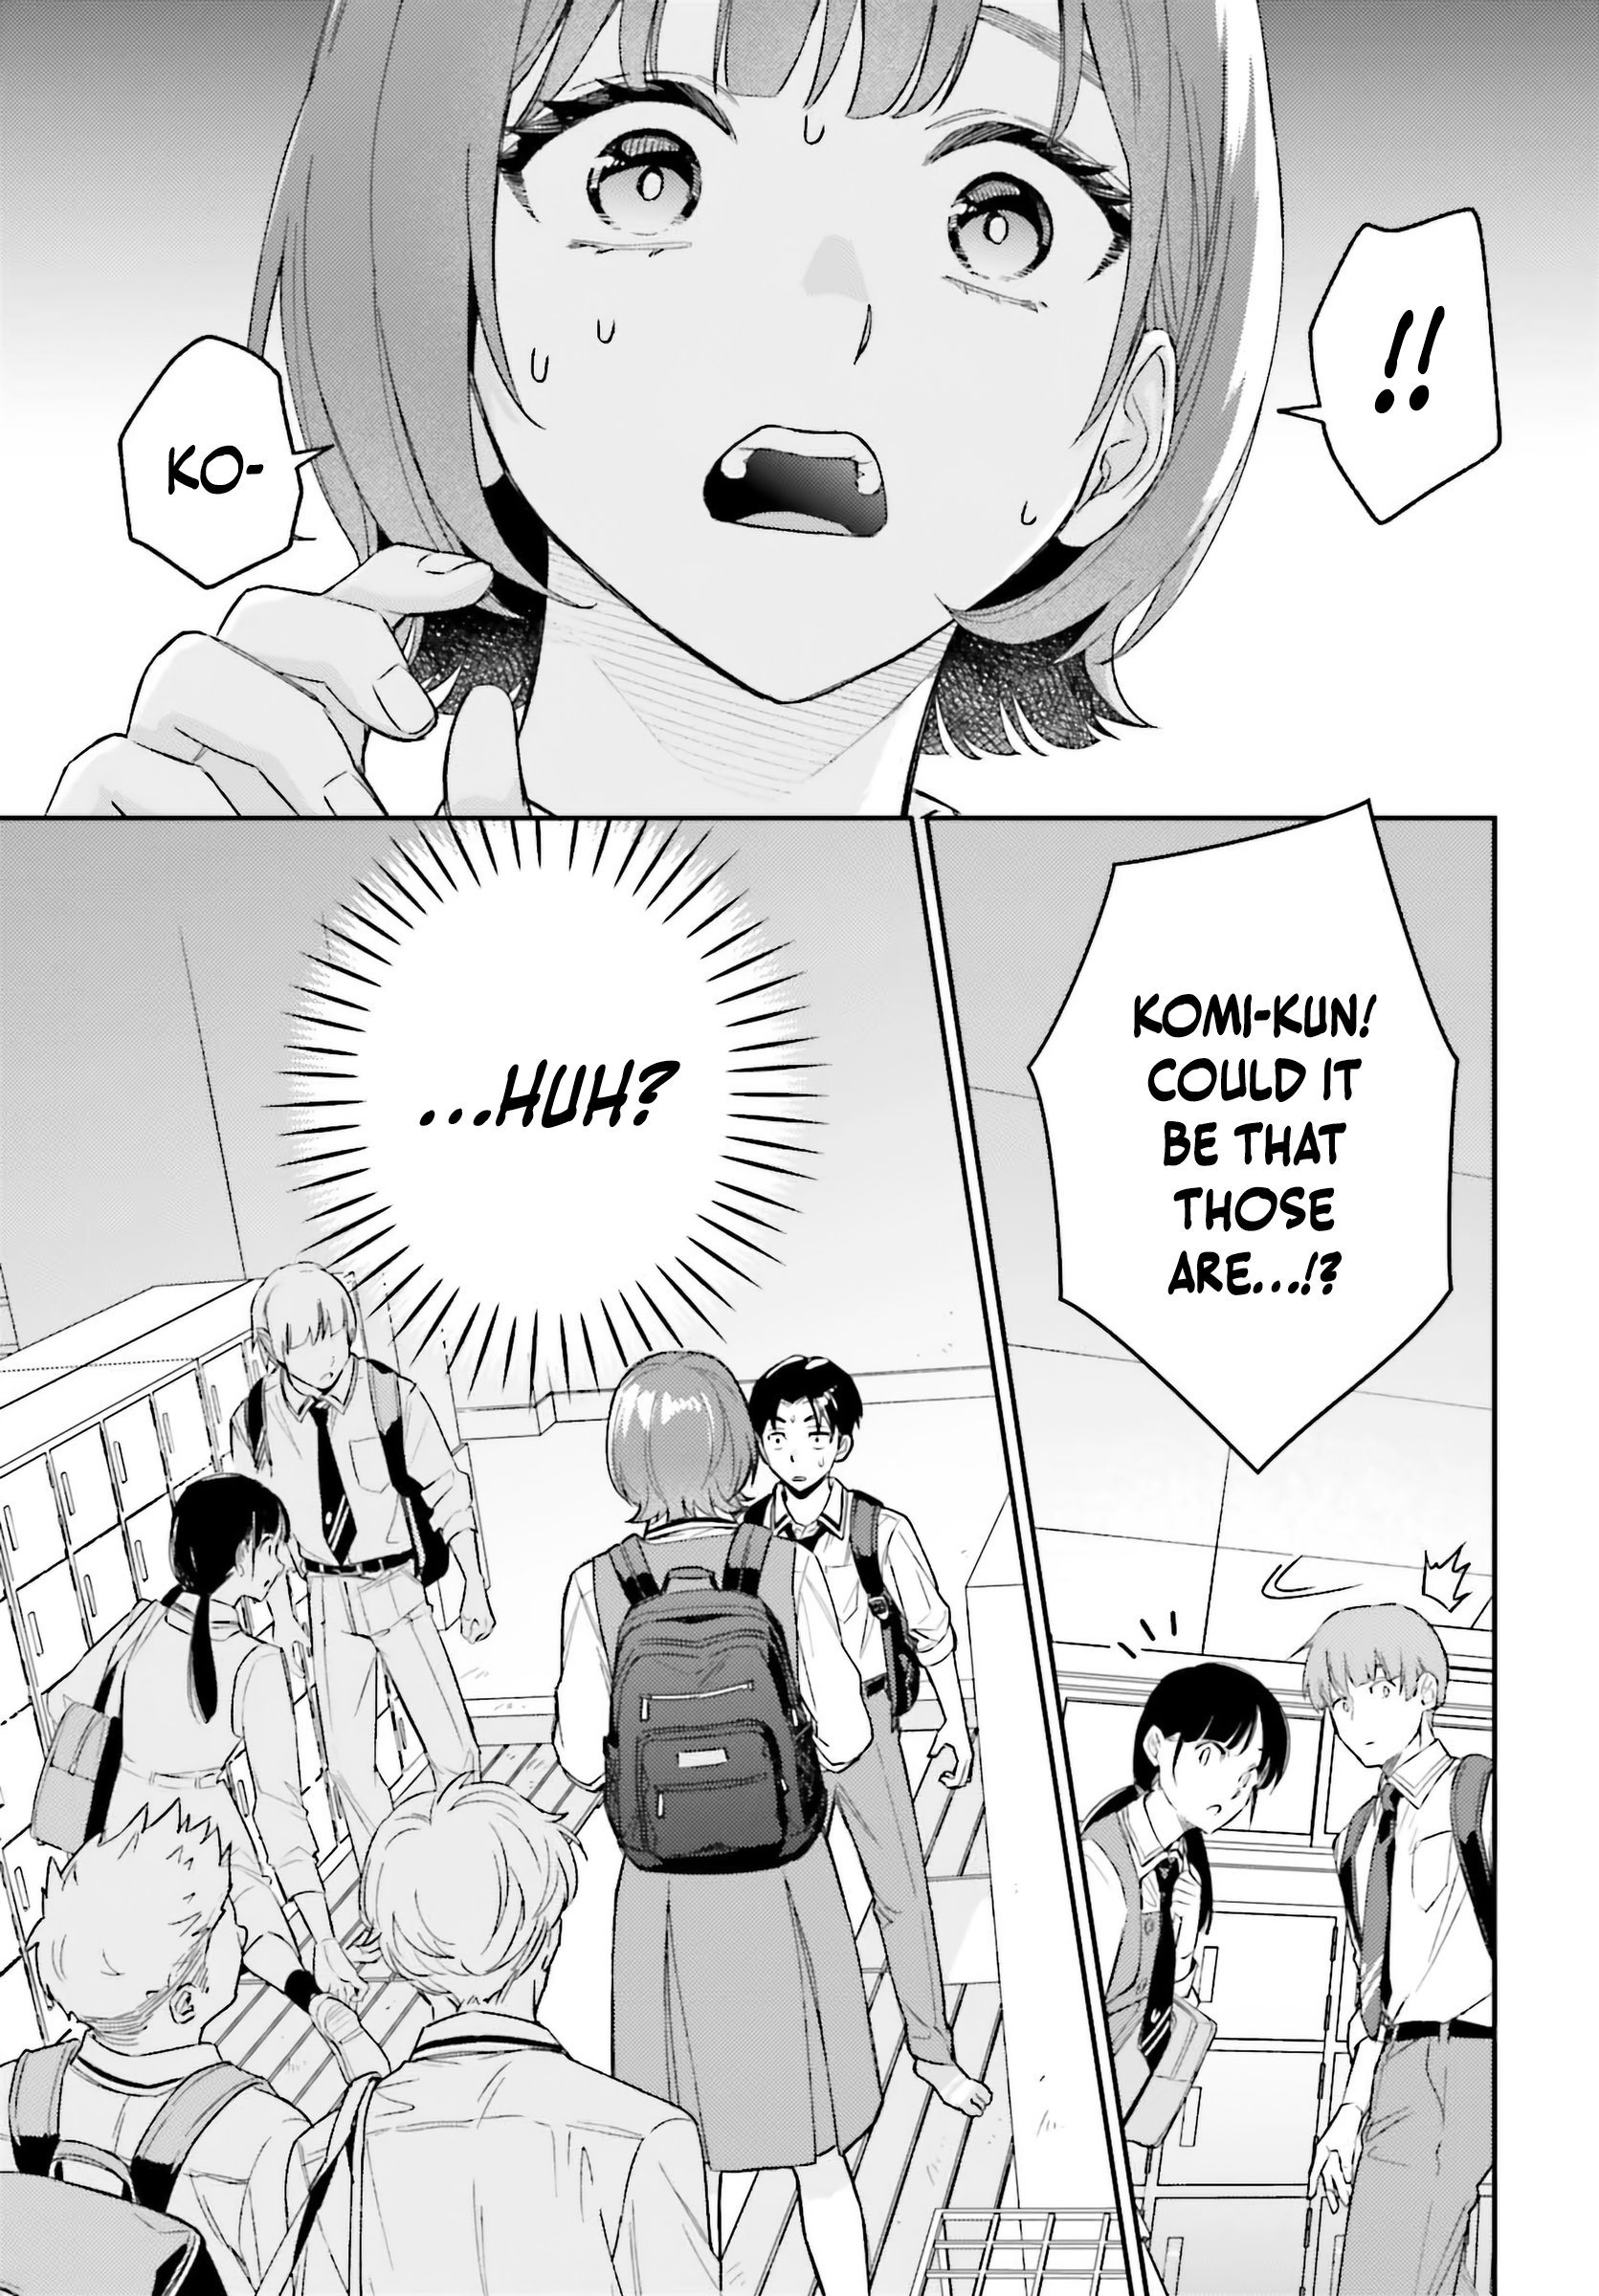 !!
KO-
KOMI-KUN!
COULD IT
BE THAT
THOSE
ARE...!?
...HUH?